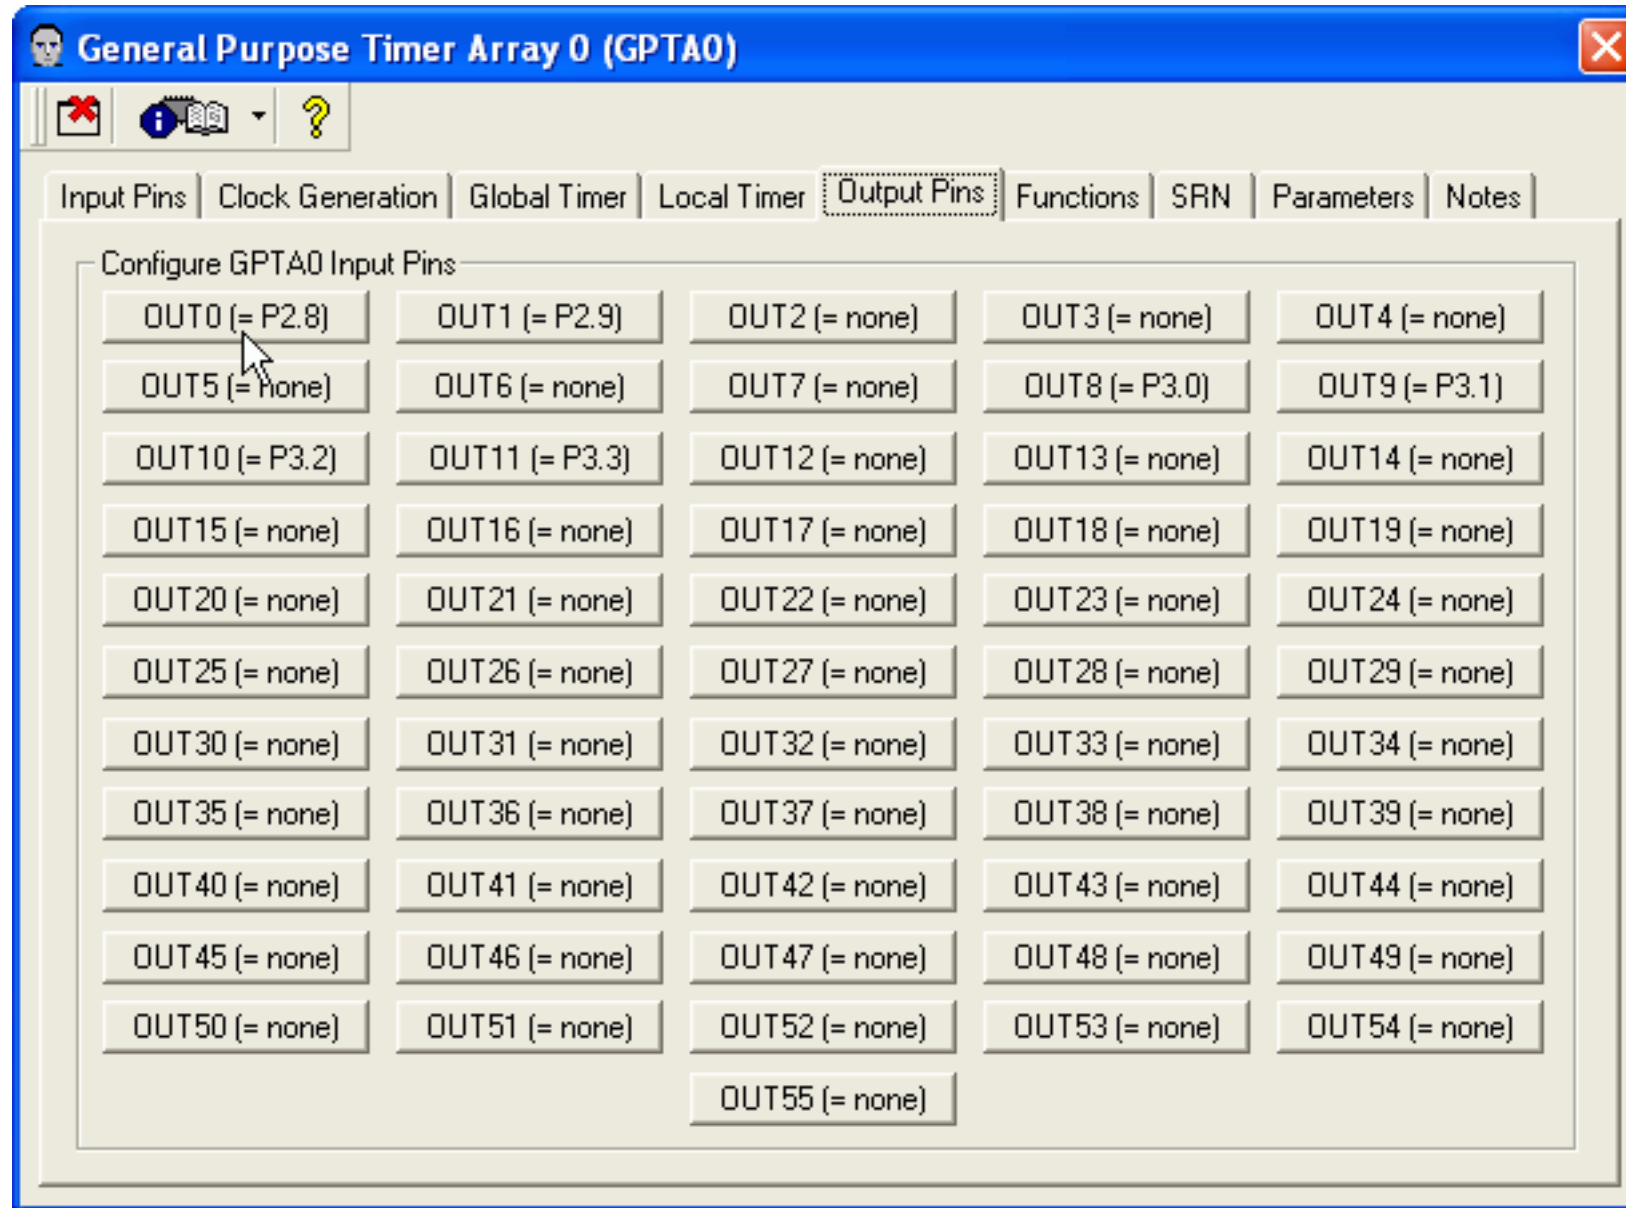 General Purpose Timer Array 0 (GPTA0)
Input Pins Clock Generation Global Timer Local Timer Output Pins Functions SRN Parameters Notes
Configure GPTA0 Input Pins
OUT0 (= P2.8) OUT1 (= P2.9) OUT2 (= none) OUT3 (= none) OUT4 (= none)
OUT5 (= none) OUT6 (= none) OUT7 (= none) OUT8 (= P3.0) OUT9 (= P3.1)
OUT10 (= P3.2) OUT11 (= P3.3) OUT12 (= none) OUT13 (= none) OUT14 (= none)
OUT15 (= none) OUT16 (= none) OUT17 (= none) OUT18 (= none) OUT19 (= none)
OUT20 (= none) OUT21 (= none) OUT22 (= none) OUT23 (= none) OUT24 (= none)
OUT25 (= none) OUT26 (= none) OUT27 (= none) OUT28 (= none) OUT29 (= none)
OUT30 (= none) OUT31 (= none) OUT32 (= none) OUT33 (= none) OUT34 (= none)
OUT35 (= none) OUT36 (= none) OUT37 (= none) OUT38 (= none) OUT39 (= none)
OUT40 (= none) OUT41 (= none) OUT42 (= none) OUT43 (= none) OUT44 (= none)
OUT45 (= none) OUT46 (= none) OUT47 (= none) OUT48 (= none) OUT49 (= none)
OUT50 (= none) OUT51 (= none) OUT52 (= none) OUT53 (= none) OUT54 (= none)
OUT55 (= none)